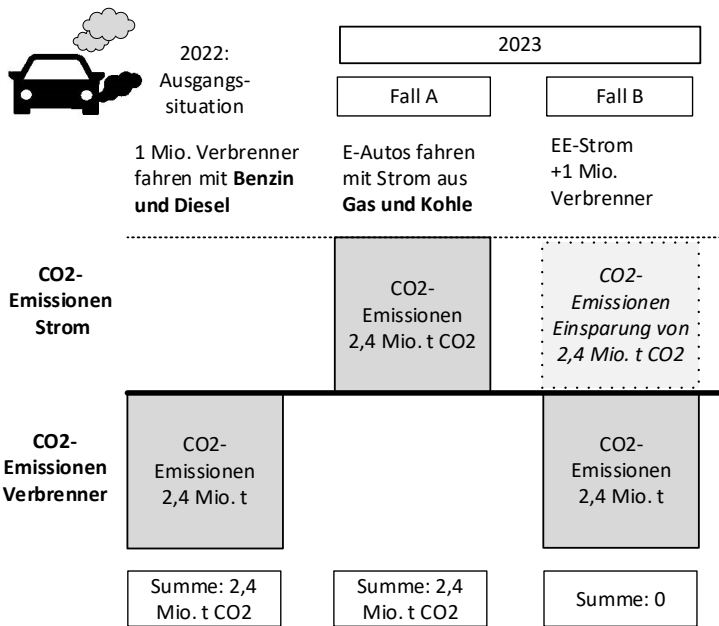 2022:
Ausgangs-
situation
2023
Fall A
Fall B
1 Mio. Verbrenner
fahren mit Benzin
und Diesel
E-Autos fahren
mit Strom aus
Gas und Kohle
EE-Strom
+1 Mio.
Verbrenner
CO2-
Emissionen
Strom
CO2-
Emissionen
2,4 Mio. t CO2
CO2-
Emissionen
Einsparung von
2,4 Mio. t CO2
CO2-
Emissionen
Verbrenner
CO2-
Emissionen
2,4 Mio. t
CO2-
Emissionen
2,4 Mio. t
Summe: 2,4
Mio. t CO2
Summe: 2,4
Mio. t CO2
Summe: 0